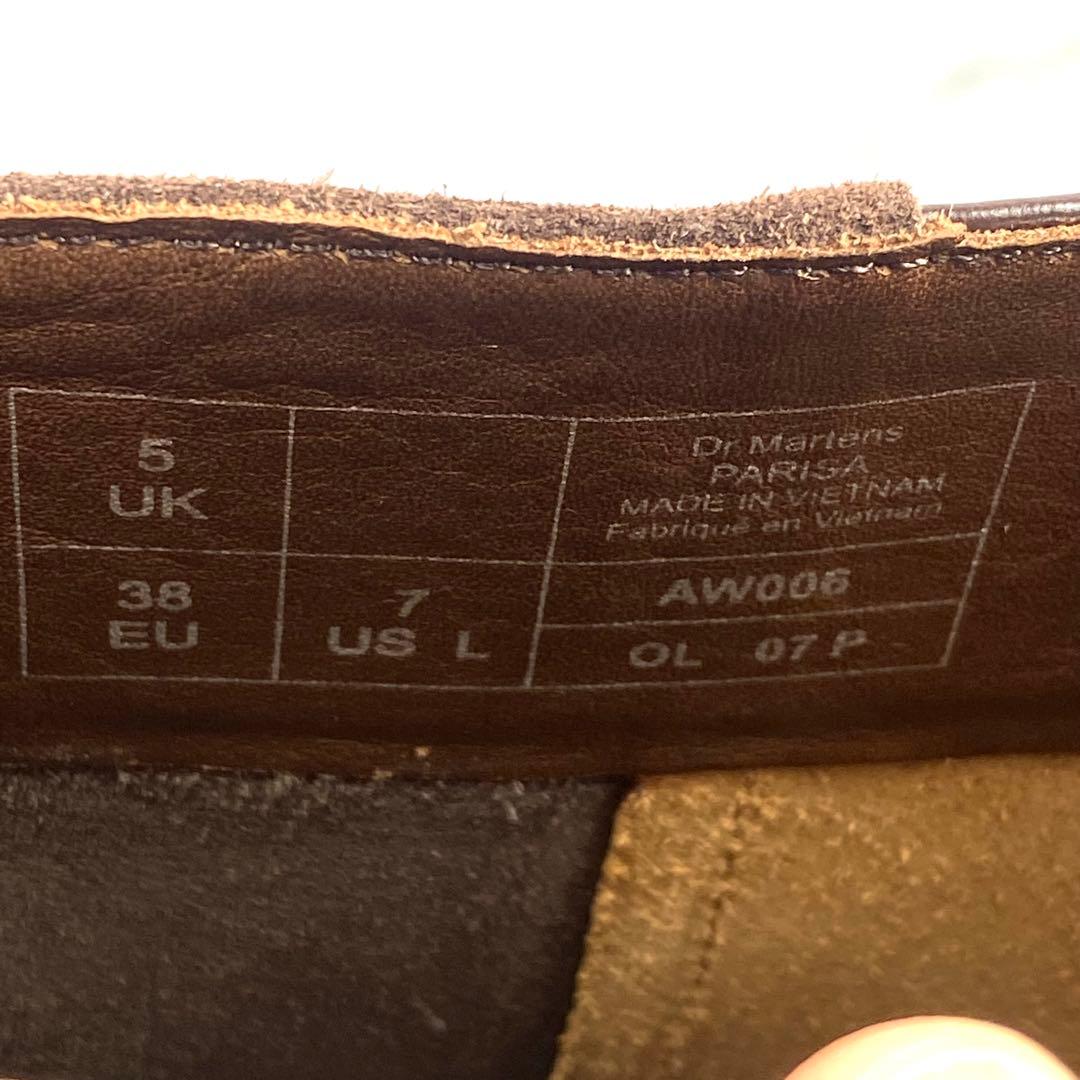 5
UK
38
EU
7
US L
Dr Martens
PARISA
MADE IN VIETNAM
Fabriqué en Vietnam
AW006
OL 07 P